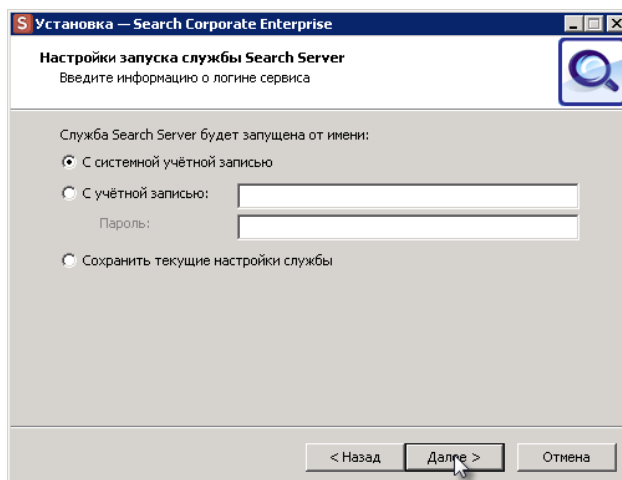 S Установка — Search Corporate Enterprise
Настройки запуска службы Search Server
Введите информацию о логине сервиса
Служба Search Server будет запущена от имени:
С системной учётной записью
С учётной записью:
Пароль:
Сохранить текущие настройки службы
< Назад Далее > Отмена